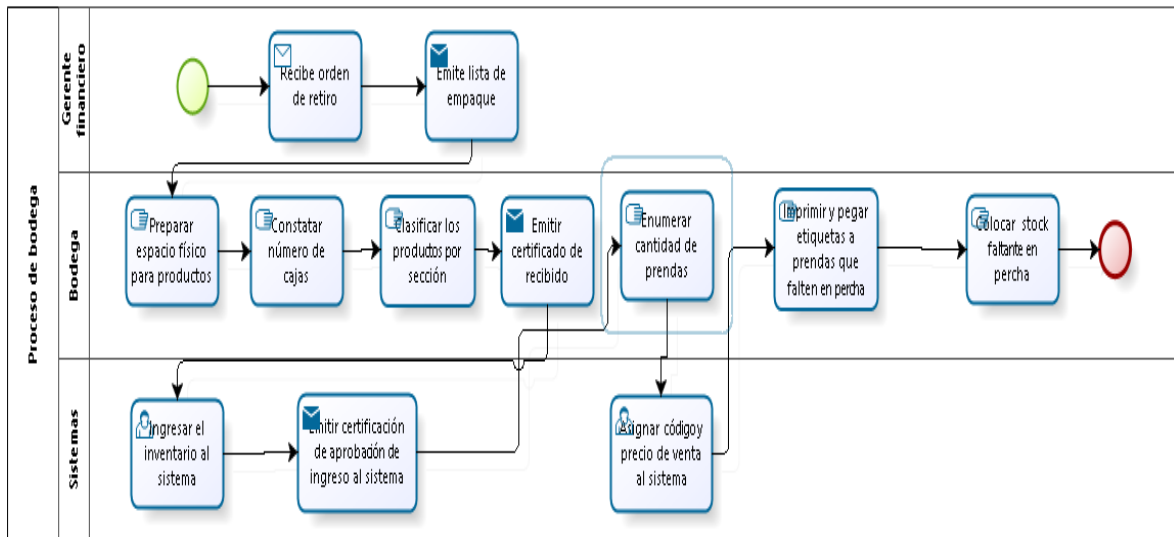 Proceso de bodega
Gerente
financiero
Recibe orden
de retiro
Emite lista de
empaque
Bodega
Preparar
espacio físico
para productos
Constatar
número de
cajas
Clasificar los
productos por
sección
Emitir
certificado de
recibido
Enumerar
cantidad de
prendas
Imprimir y pegar
etiquetas a
prendas que
falten en percha
Colocar stock
faltante en
percha
Sistemas
Ingresar el
inventario al
sistema
Emitir certificación
de aprobación de
ingreso al sistema
Asignar código y
precio de venta
al sistema